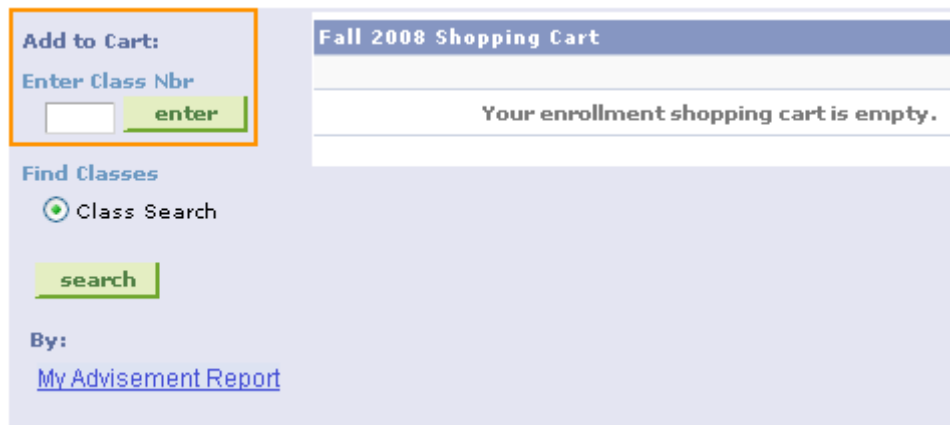 Add to Cart:
Enter Class Nbr
enter
Find Classes
Class Search
search
By:
My Advisement Report
Fall 2008 Shopping Cart
Your enrollment shopping cart is empty.